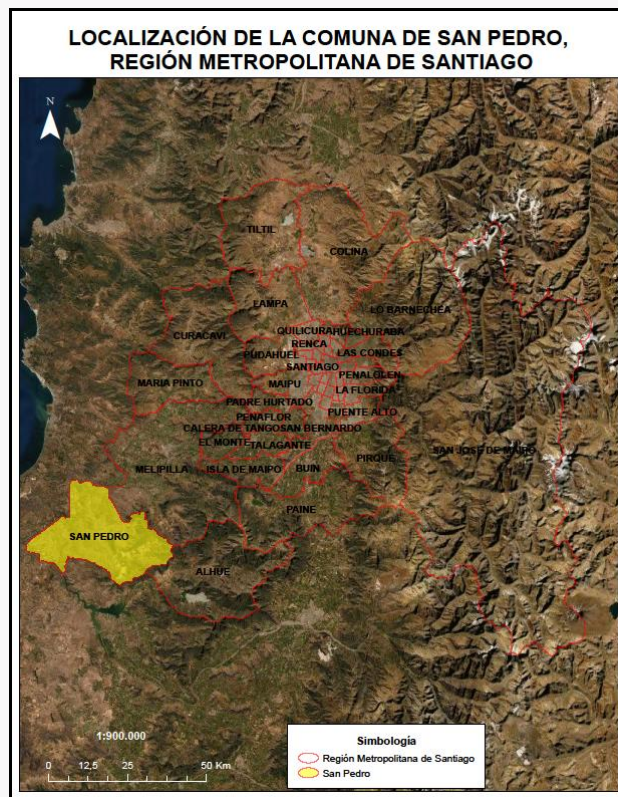 LOCALIZACIÓN DE LA COMUNA DE SAN PEDRO,
REGIÓN METROPOLITANA DE SANTIAGO
N
TILTIL
COLINA
LAMPA
LO BARNECHEA
CURACAVI
QUILICURA HUECHURABA
RENCA
PUDAHUEL
LAS CONDES
SANTIAGO
PENALOLEN
MARIA PINTO
MAIPU
LA FLORIDA
PADRE HURTADO
PUENTE ALTO
PENAFLOR
CALERA DE TANGO SAN BERNARDO
EL MONTE
TALAGANTE
SAN JOSE DE MAIPO
PIRQUE
MELIPILLA
ISLA DE MAIPO
BUIN
PAINE
SAN PEDRO
ALHUE
1:900.000
0 12,5 25 50 Km
Simbología
Región Metropolitana de Santiago
San Pedro